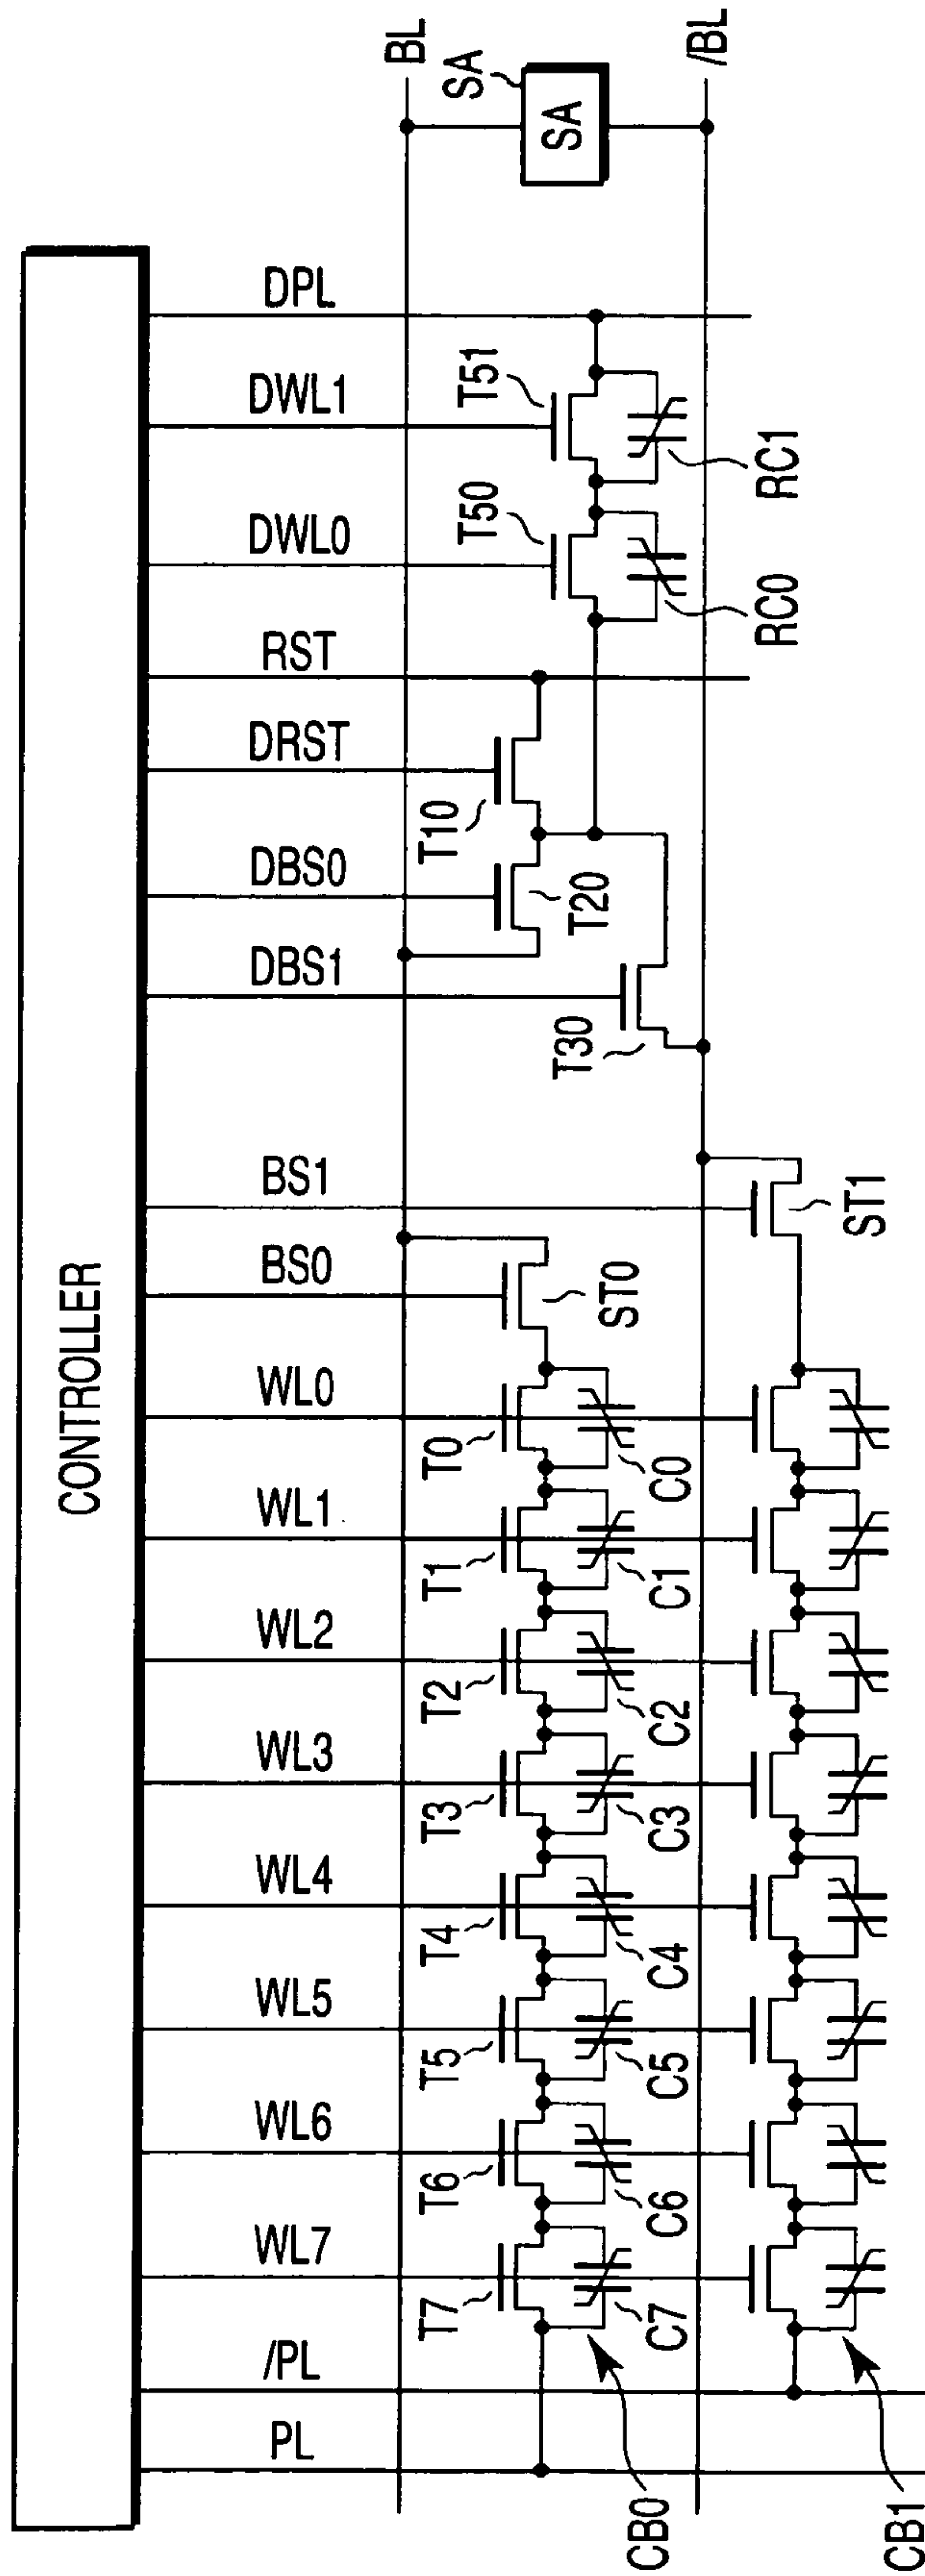 CONTROLLER
PL
/PL
WL7
WL6
WL5
WL4
WL3
WL2
WL1
WL0
BS0
BS1
DBS1
DBS0
DRST
RST
DWL0
DWL1
DPL
BL
SA
SA
/BL
T7
T6
T5
T4
T3
T2
T1
T0
ST0
T30
T20
T10
T50
T51
C7
C6
C5
C4
C3
C2
C1
C0
RC0
RC1
CB0
ST1
CB1